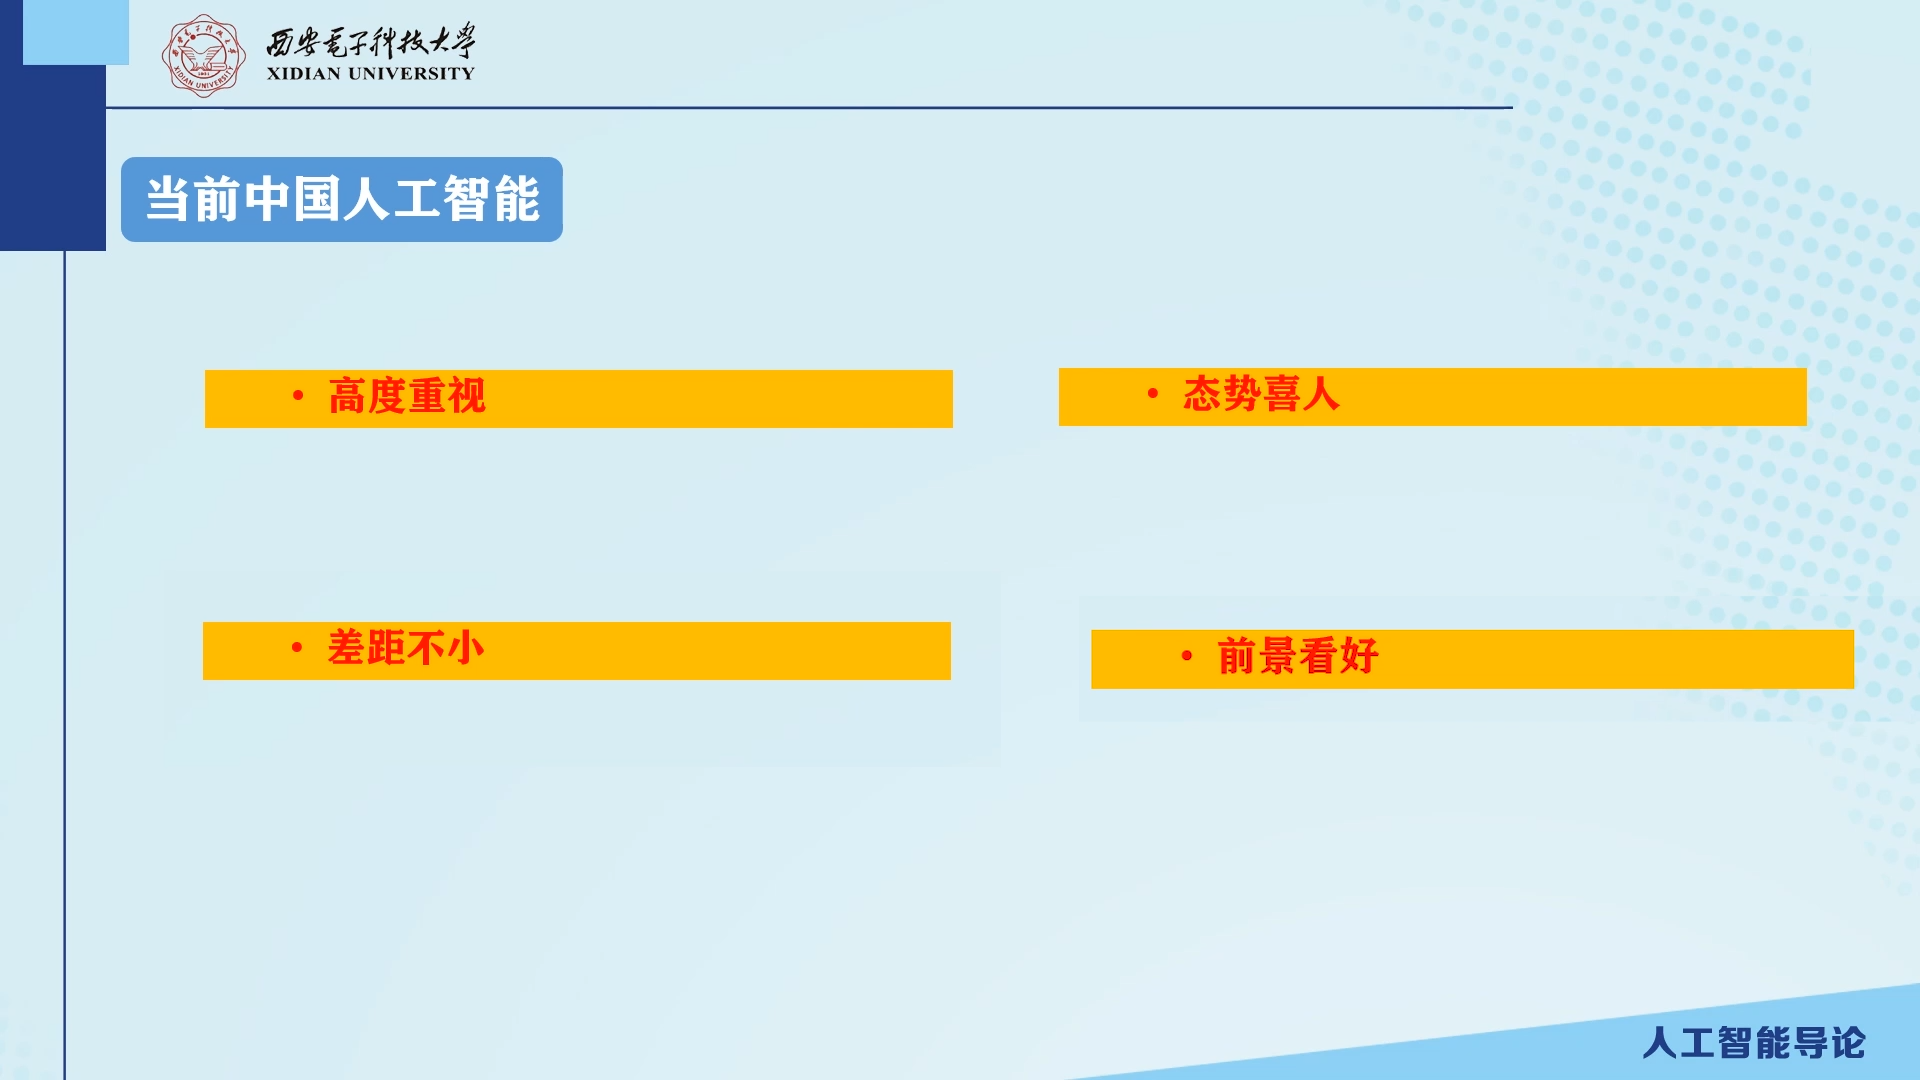 西安电子科技大学
XIDIAN UNIVERSITY
当前中国人工智能
• 高度重视
• 态势喜人
• 差距不小
• 前景看好
人工智能导论